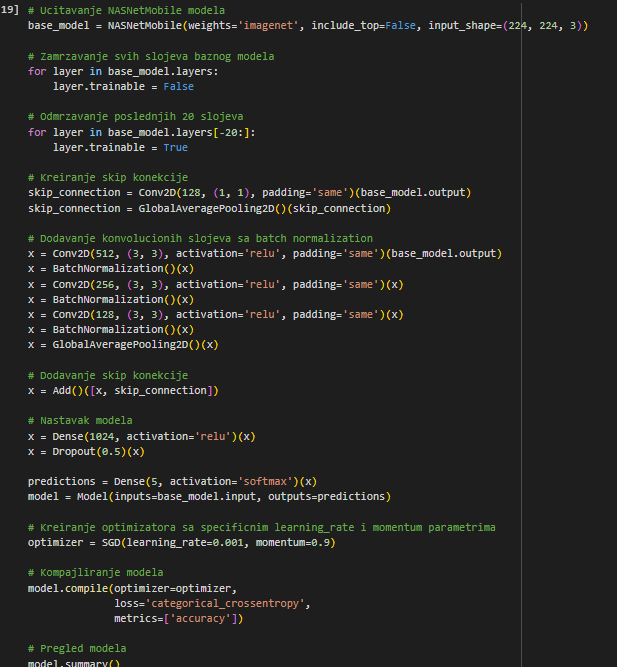 19] # Ucitavanje NASNetMobile modela
base_model = NASNetMobile(weights='imagenet', include_top=False, input_shape=(224, 224, 3))
# Zamrzavanje svih slojeva baznog modela
for layer in base_model.layers:
    layer.trainable = False
# Odmrzavanje poslednjih 20 slojeva
for layer in base_model.layers[-20:]:
    layer.trainable = True
# Kreiranje skip konekcije
skip_connection = Conv2D(128, (1, 1), padding='same')(base_model.output)
skip_connection = GlobalAveragePooling2D()(skip_connection)
# Dodavanje konvolucionih slojeva sa batch normalization
x = Conv2D(512, (3, 3), activation='relu', padding='same')(base_model.output)
x = BatchNormalization()(x)
x = Conv2D(256, (3, 3), activation='relu', padding='same')(x)
x = BatchNormalization()(x)
x = Conv2D(128, (3, 3), activation='relu', padding='same')(x)
x = BatchNormalization()(x)
x = GlobalAveragePooling2D()(x)
# Dodavanje skip konekcije
x = Add()([x, skip_connection])
# Nastavak modela
x = Dense(1024, activation='relu')(x)
x = Dropout(0.5)(x)
predictions = Dense(5, activation='softmax')(x)
model = Model(inputs=base_model.input, outputs=predictions)
# Kreiranje optimizatora sa specificnim learning_rate i momentum parametrima
optimizer = SGD(learning_rate=0.001, momentum=0.9)
# Kompajliranje modela
model.compile(optimizer=optimizer,
              loss='categorical_crossentropy',
              metrics=['accuracy'])
# Pregled modela
model.summary()